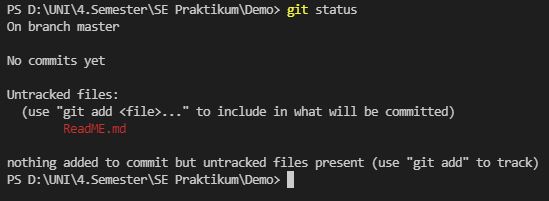 PS D:\UNI\4.Semester\SE Praktikum\Demo> git status
On branch master
No commits yet
Untracked files:
(use "git add <file>..." to include in what will be committed)
ReadME.md
nothing added to commit but untracked files present (use "git add" to track)
PS D:\UNI\4.Semester\SE Praktikum\Demo>